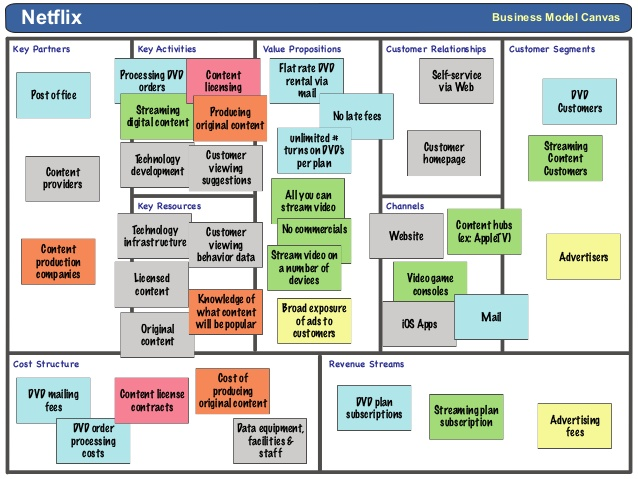 Netflix
Business Model Canvas
Key Partners
Post office
Content
providers
Content
production
companies
Key Activities
Processing DVD
orders
Content
licensing
Streaming
digital content
Producing
original content
Technology
development
Customer
viewing
suggestions
Key Resources
Technology
infrastructure
Customer
viewing
behavior data
Licensed
content
Knowledge of
what content
will be popular
Original
content
Value Propositions
Flat rate DVD
rental via
mail
No late fees
unlimited #
turns on DVD's
per plan
All you can
stream video
No commercials
Stream video on
a number of
devices
Broad exposure
of ads to
customers
Customer Relationships
Self-service
via Web
Customer
homepage
Channels
Website
Content hubs
(ex: AppleTV)
Video game
consoles
iOS Apps
Mail
Customer Segments
DVD
Customers
Streaming
Content
Customers
Advertisers
Cost Structure
DVD mailing
fees
DVD order
processing
costs
Content license
contracts
Cost of
producing
original content
Data equipment,
facilities &
staff
Revenue Streams
DVD plan
subscriptions
Streaming plan
subscription
Advertising
fees